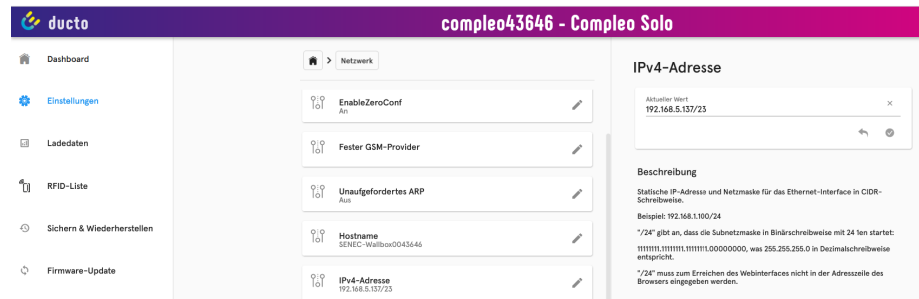 ducto
compleo43646 - Compleo Solo
Dashboard
Einstellungen
Ladedaten
RFID-Liste
Sichern & Wiederherstellen
Firmware-Update
> Netzwerk
EnableZeroConf
An
Fester GSM-Provider
Unaufgefordertes ARP
Aus
Hostname
SENEC-Wallbox0043646
IPv4-Adresse
192.168.5.137/23
IPv4-Adresse
Aktueller Wert
192.168.5.137/23
Beschreibung
Statische IP-Adresse und Netzmaske für das Ethernet-Interface in CIDR-
Schreibweise.
Beispiel: 192.168.1.100/24
"/24" gibt an, dass die Subnetzmaske in Binärschreibweise mit 24 1en startet:
11111111.11111111.11111111.00000000, was 255.255.255.0 in Dezimalschreibweise
entspricht.
"/24" muss zum Erreichen des Webinterfaces nicht in der Adresszeile des
Browsers eingegeben werden.